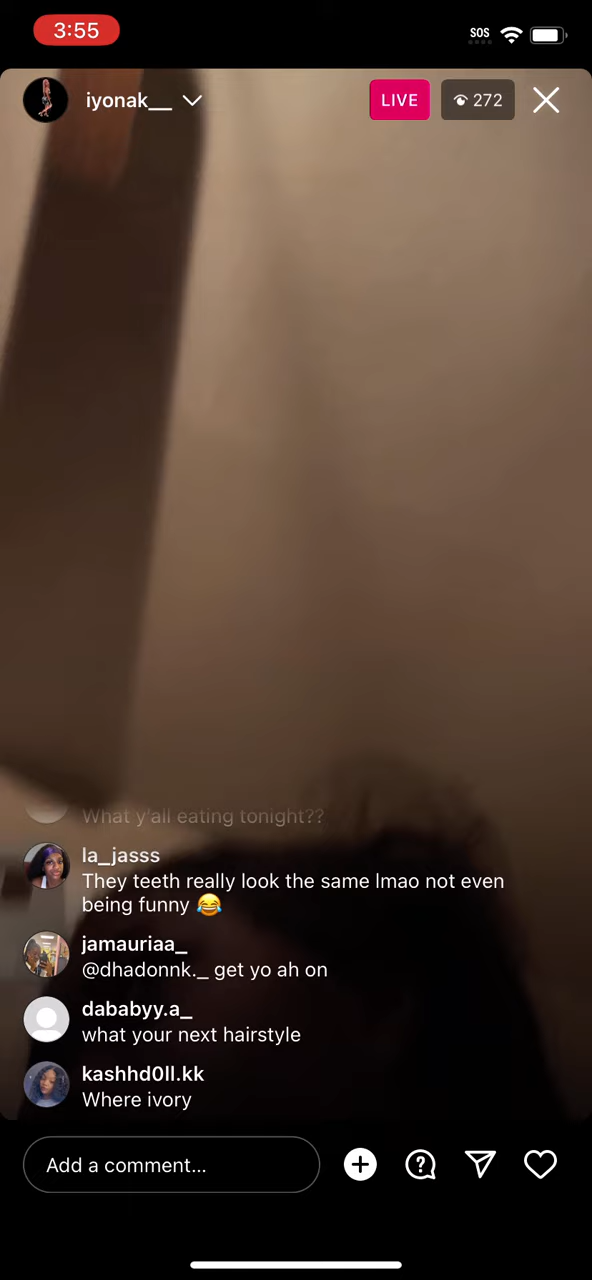 3:55
SOS
iyonak__
LIVE
272
What y'all eating tonight??
la_jasss
They teeth really look the same lmao not even
being funny 😂
jamauriaa_
@dhadonnk._ get yo ah on
dababyy.a_
what your next hairstyle
kashhd0ll.kk
Where ivory
Add a comment...